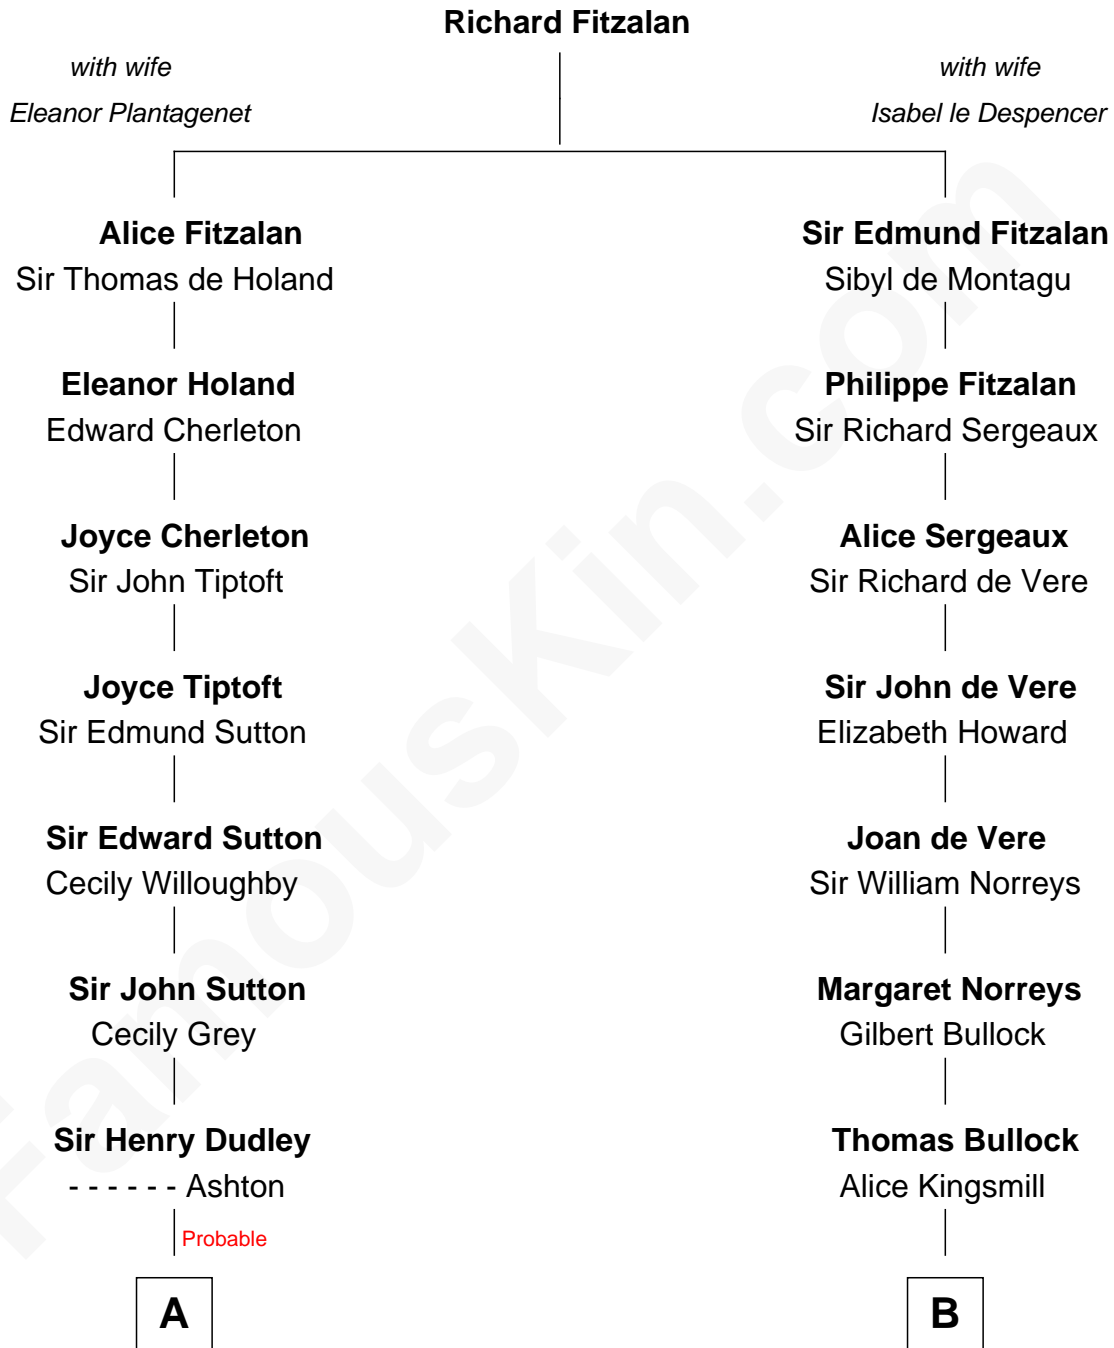 Richard Fitzalan
with wife
Eleanor Plantagenet
with wife
Isabel le Despencer
Alice Fitzalan
Sir Thomas de Holand
Sir Edmund Fitzalan
Sibyl de Montagu
Eleanor Holand
Edward Cherleton
Philippe Fitzalan
Sir Richard Sergeaux
Joyce Cherleton
Sir John Tiptoft
Alice Sergeaux
Sir Richard de Vere
Joyce Tiptoft
Sir Edmund Sutton
Sir John de Vere
Elizabeth Howard
Sir Edward Sutton
Cecily Willoughby
Joan de Vere
Sir William Norreys
Sir John Sutton
Cecily Grey
Margaret Norreys
Gilbert Bullock
Sir Henry Dudley
- - - - - - Ashton
Thomas Bullock
Alice Kingsmill
Probable
A
B
FamousKin.com